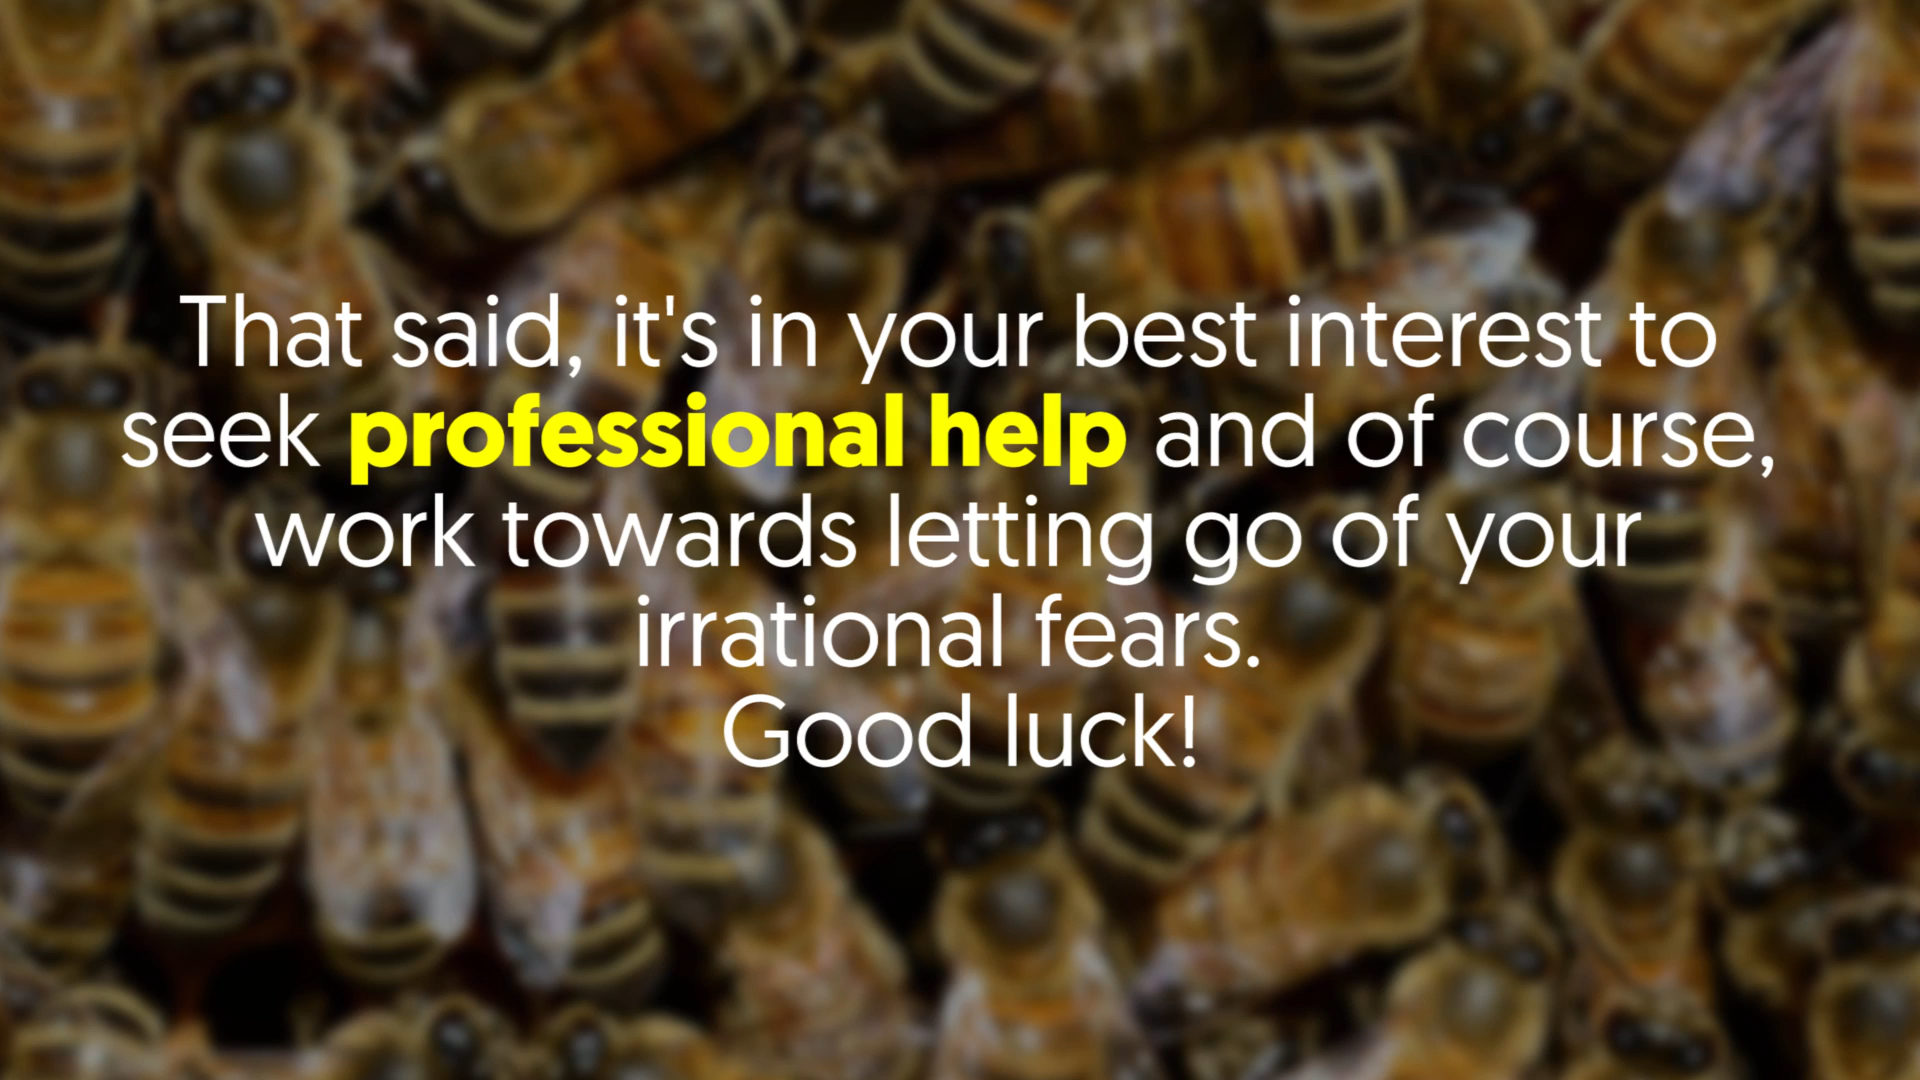 That said, it's in your best interest to
seek professional help and of course,
work towards letting go of your
irrational fears.
Good luck!